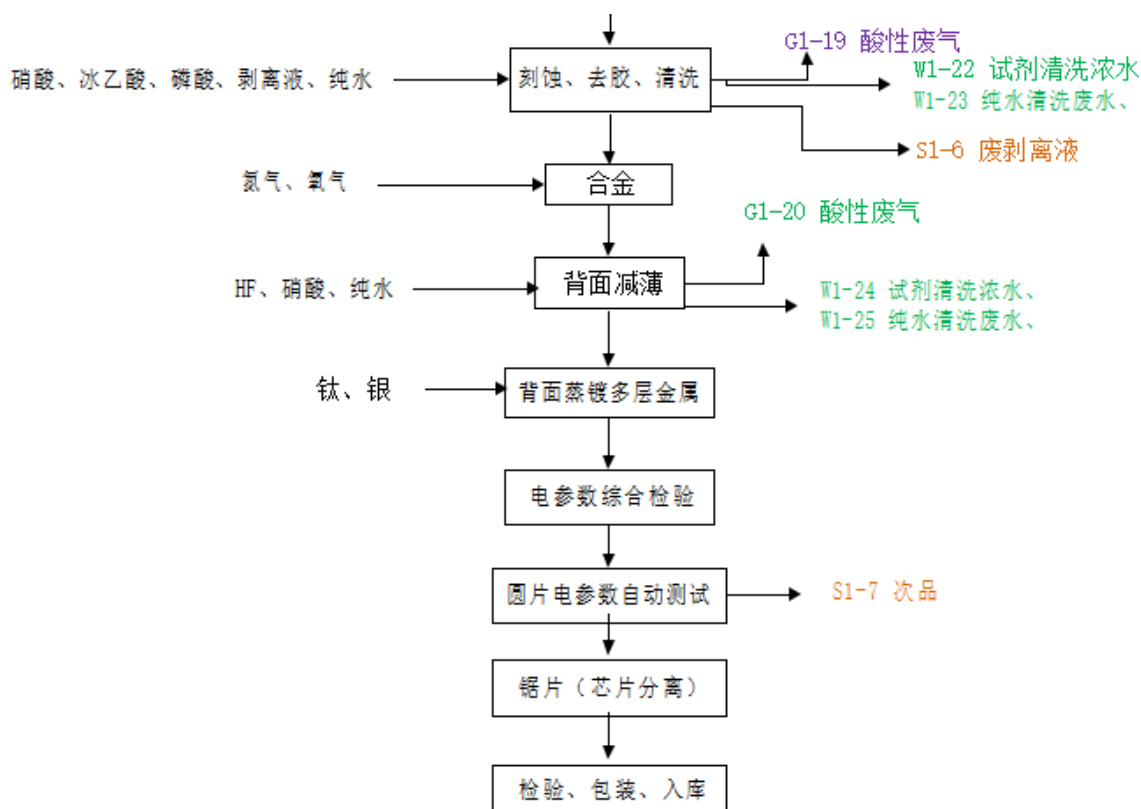 G1-19 酸性废气
硝酸、冰乙酸、磷酸、剥离液、纯水
刻蚀、去胶、清洗
W1-22 试剂清洗浓水
W1-23 纯水清洗废水、
S1-6 废剥离液
氮气、氧气
合金
G1-20 酸性废气
HF、硝酸、纯水
背面减薄
W1-24 试剂清洗浓水、
W1-25 纯水清洗废水、
钛、银
背面蒸镀多层金属
电参数综合检验
圆片电参数自动测试
S1-7 次品
锯片（芯片分离）
检验、包装、入库